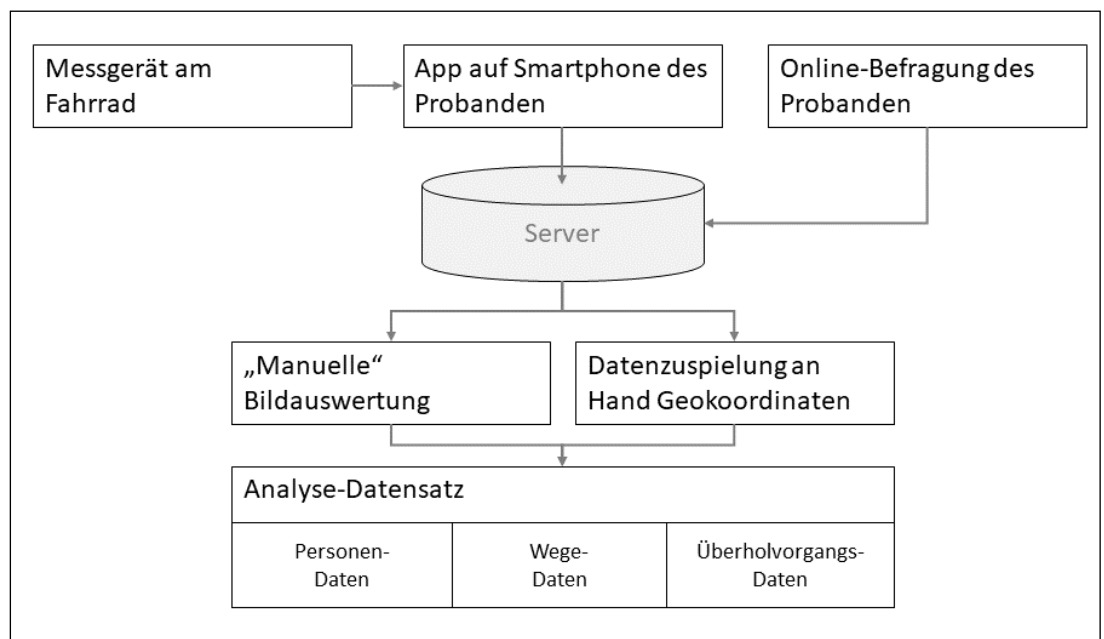 Messgerät am
Fahrrad
App auf Smartphone des
Probanden
Online-Befragung des
Probanden
Server
„Manuelle“
Bildauswertung
Datenzuspielung an
Hand Geokoordinaten
Analyse-Datensatz
Personen-
Daten
Wege-
Daten
Überholvorgangs-
Daten